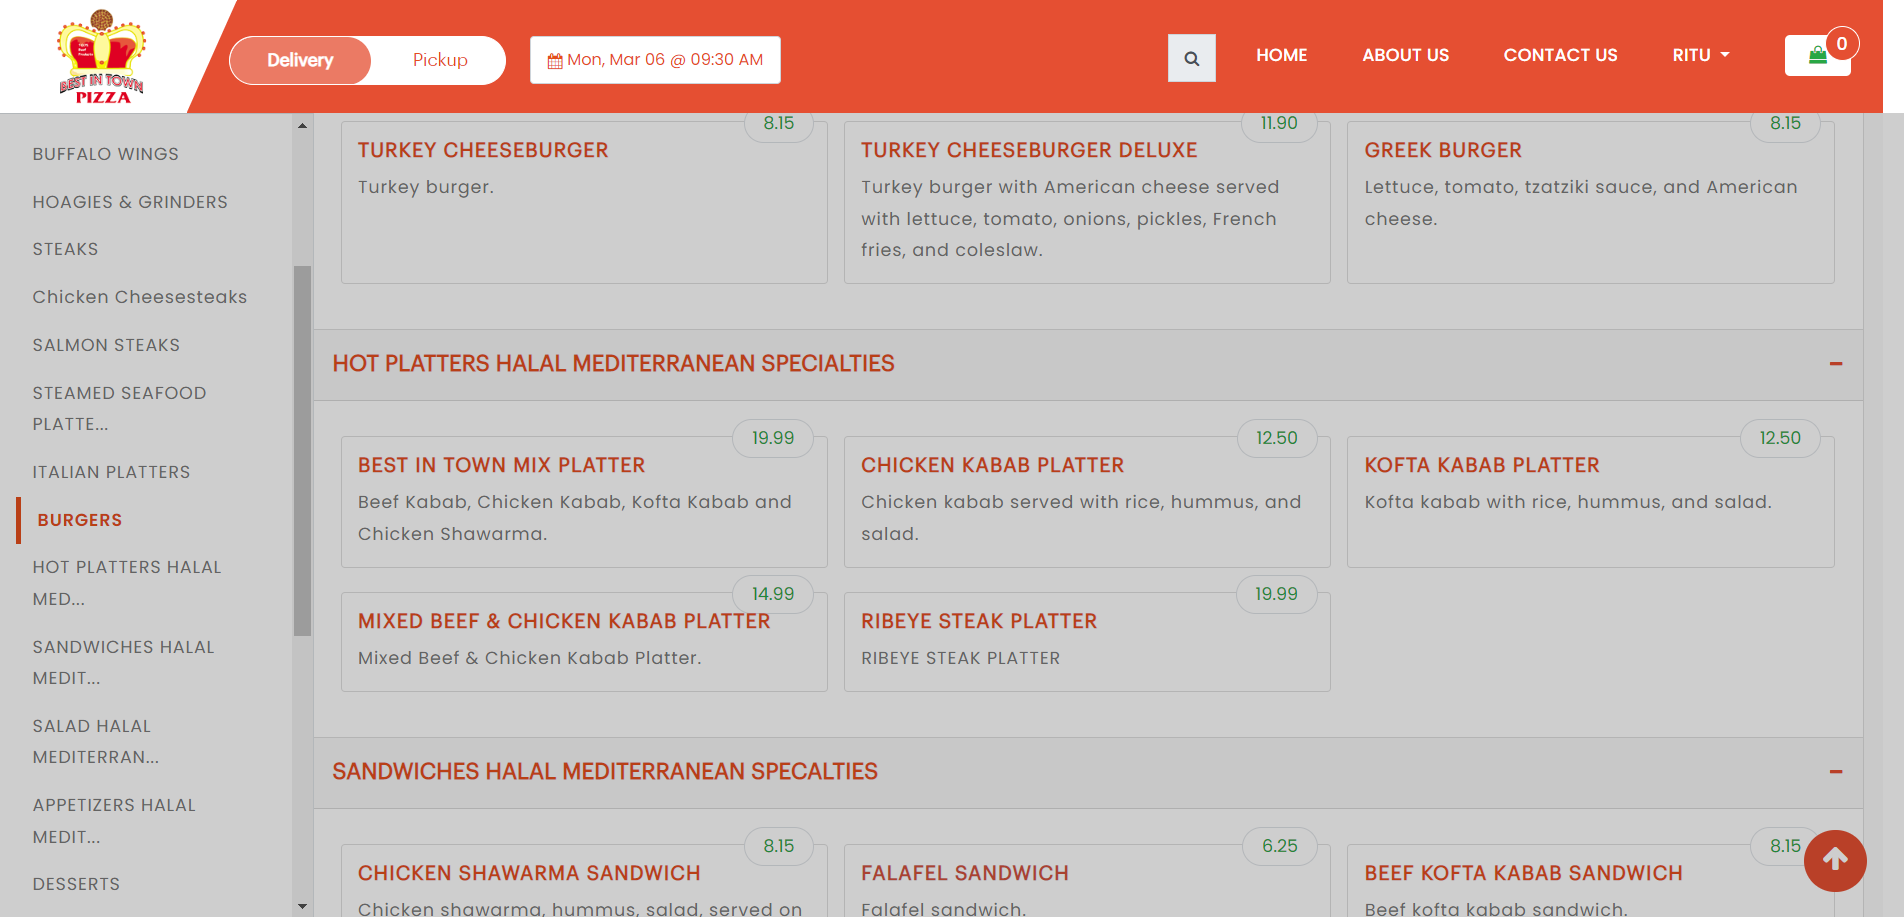 BEST IN TOWN
PIZZA
Delivery
Pickup
Mon, Mar 06 @ 09:30 AM
HOME
ABOUT US
CONTACT US
RITU
0
BUFFALO WINGS
HOAGIES & GRINDERS
STEAKS
Chicken Cheesesteaks
SALMON STEAKS
STEAMED SEAFOOD
PLATTE...
ITALIAN PLATTERS
BURGERS
HOT PLATTERS HALAL
MED...
SANDWICHES HALAL
MEDIT...
SALAD HALAL
MEDITERRAN...
APPETIZERS HALAL
MEDIT...
DESSERTS
8.15
TURKEY CHEESEBURGER
Turkey burger.
11.90
TURKEY CHEESEBURGER DELUXE
Turkey burger with American cheese served
with lettuce, tomato, onions, pickles, French
fries, and coleslaw.
8.15
GREEK BURGER
Lettuce, tomato, tzatziki sauce, and American
cheese.
HOT PLATTERS HALAL MEDITERRANEAN SPECIALTIES
19.99
BEST IN TOWN MIX PLATTER
Beef Kabab, Chicken Kabab, Kofta Kabab and
Chicken Shawarma.
12.50
CHICKEN KABAB PLATTER
Chicken kabab served with rice, hummus, and
salad.
12.50
KOFTA KABAB PLATTER
Kofta kabab with rice, hummus, and salad.
14.99
MIXED BEEF & CHICKEN KABAB PLATTER
Mixed Beef & Chicken Kabab Platter.
19.99
RIBEYE STEAK PLATTER
RIBEYE STEAK PLATTER
SANDWICHES HALAL MEDITERRANEAN SPECALTIES
8.15
CHICKEN SHAWARMA SANDWICH
Chicken shawarma, hummus, salad, served on
6.25
FALAFEL SANDWICH
Falafel sandwich.
8.15
BEEF KOFTA KABAB SANDWICH
Beef kofta kabab sandwich.